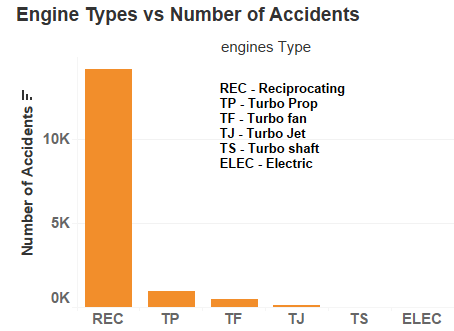 Engine Types vs Number of Accidents
engines Type
REC - Reciprocating
TP - Turbo Prop
TF - Turbo fan
TJ - Turbo Jet
TS - Turbo shaft
ELEC - Electric
Number of Accidents
10K
5K
0K
REC TP TF TJ TS ELEC